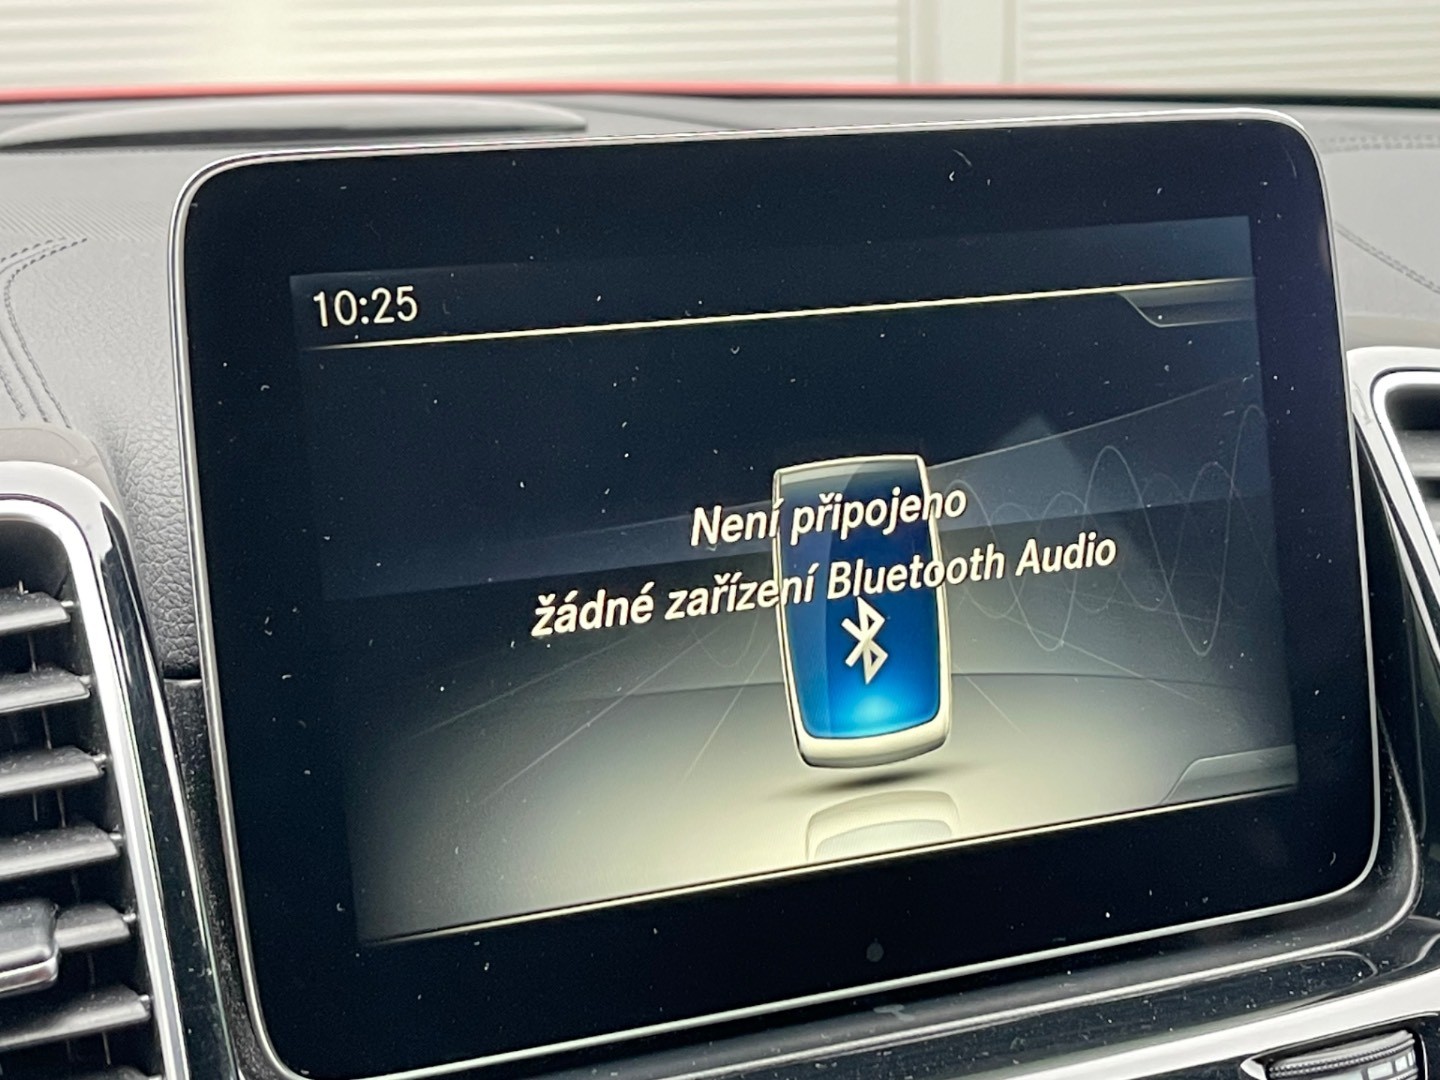 10:25
Není připojeno
žádné zařízení Bluetooth Audio